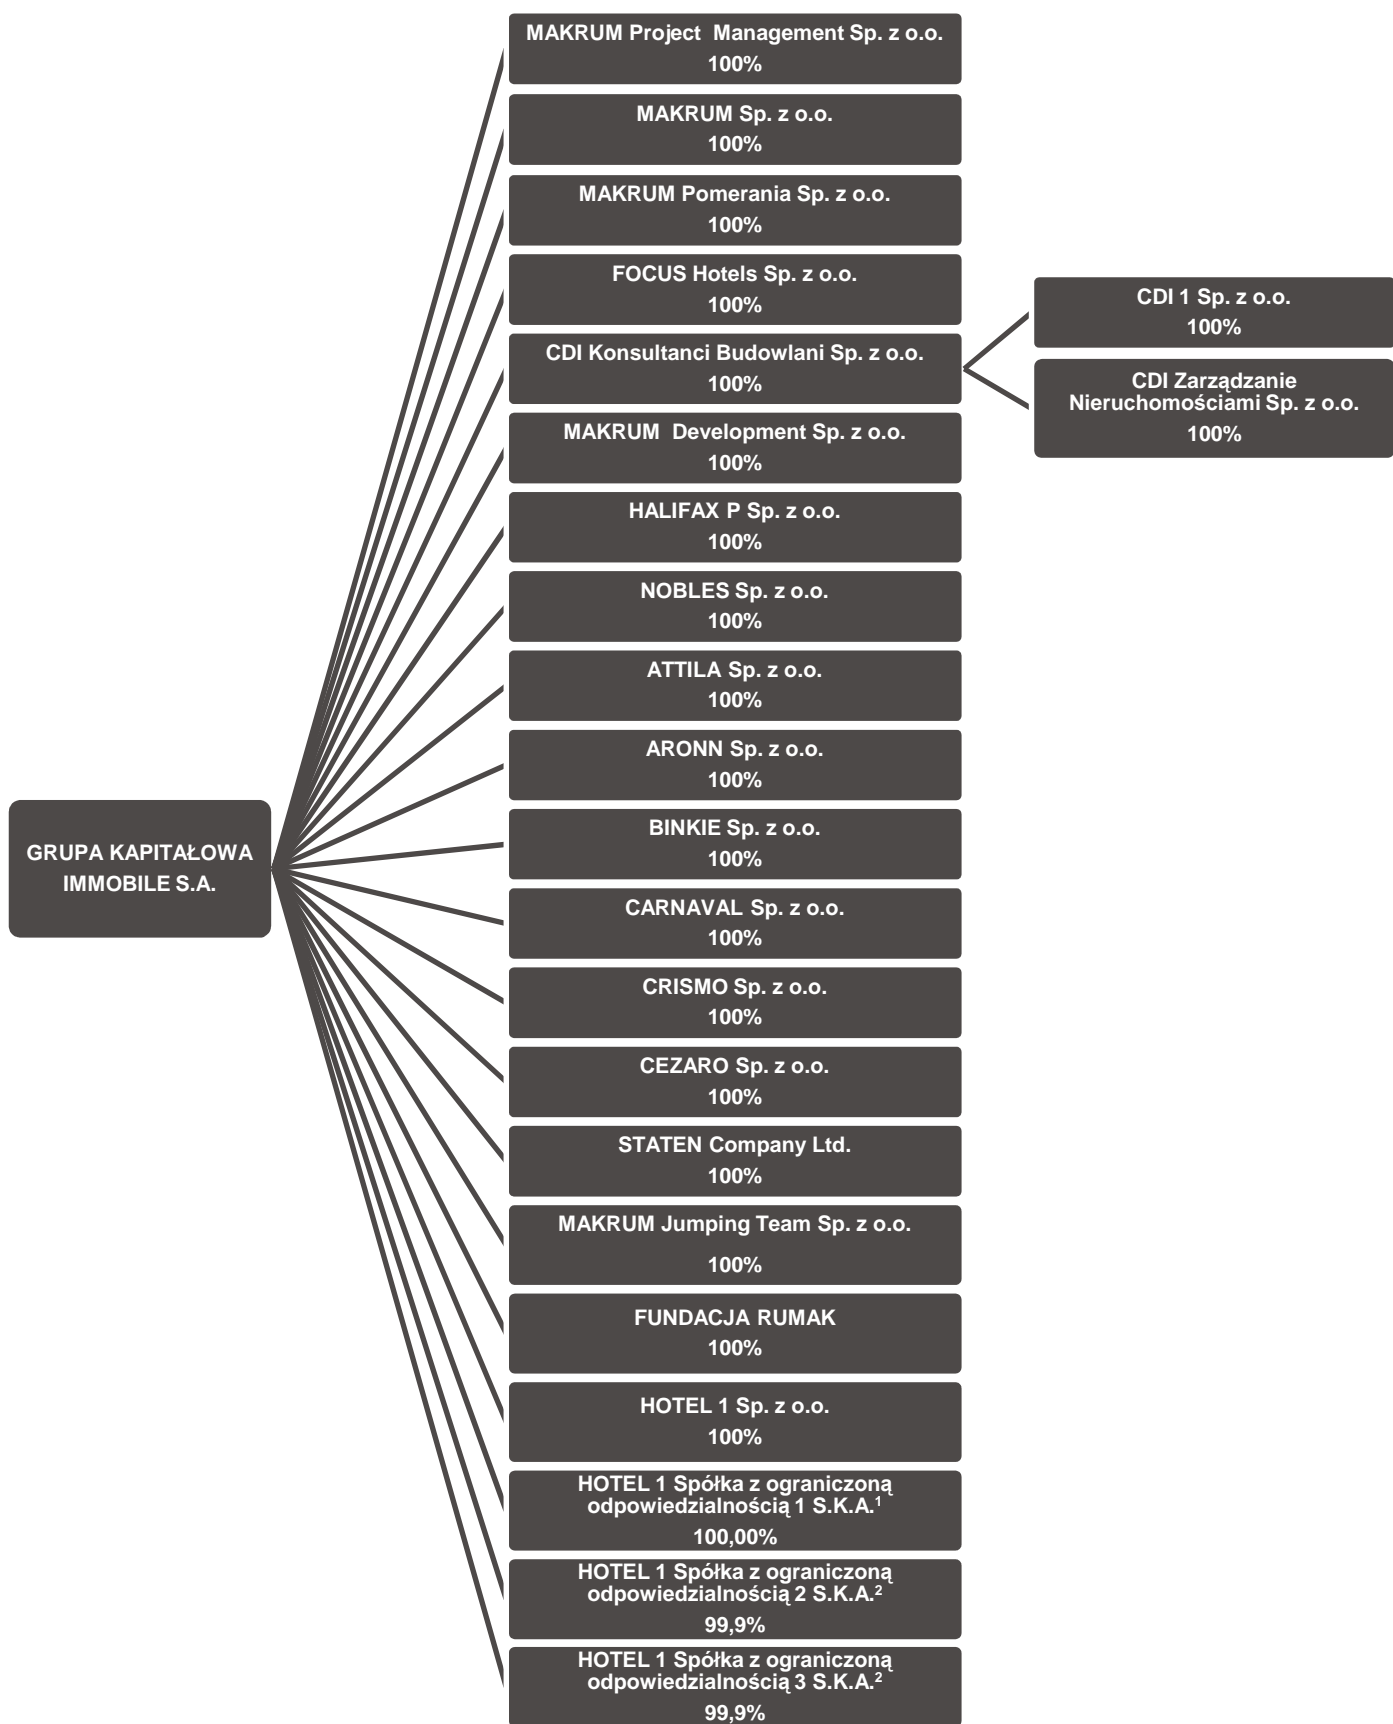 MAKRUM Project  Management Sp. z o.o.
100%
MAKRUM Sp. z o.o.
100%
MAKRUM Pomerania Sp. z o.o.
100%
FOCUS Hotels Sp. z o.o.
100%
CDI Konsultanci Budowlani Sp. z o.o.
100%
CDI 1 Sp. z o.o.
100%
CDI Zarządzanie
Nieruchomościami Sp. z o.o.
100%
MAKRUM  Development Sp. z o.o.
100%
HALIFAX P Sp. z o.o.
100%
NOBLES Sp. z o.o.
100%
ATTILA Sp. z o.o.
100%
ARONN Sp. z o.o.
100%
GRUPA KAPITAŁOWA
IMMOBILE S.A.
BINKIE Sp. z o.o.
100%
CARNAVAL Sp. z o.o.
100%
CRISMO Sp. z o.o.
100%
CEZARO Sp. z o.o.
100%
STATEN Company Ltd.
100%
MAKRUM Jumping Team Sp. z o.o.
100%
FUNDACJA RUMAK
100%
HOTEL 1 Sp. z o.o.
100%
HOTEL 1 Spółka z ograniczoną
odpowiedzialnością 1 S.K.A.¹
100,00%
HOTEL 1 Spółka z ograniczoną
odpowiedzialnością 2 S.K.A.²
99,9%
HOTEL 1 Spółka z ograniczoną
odpowiedzialnością 3 S.K.A.²
99,9%